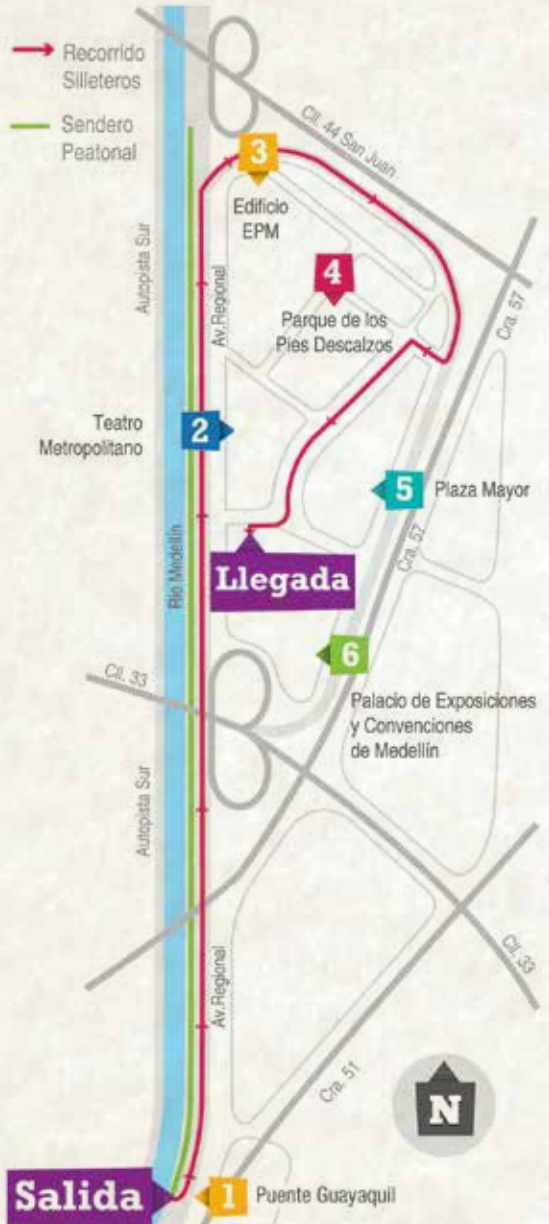 Recorrido
Silleteros
Sendero
Peatonal
Cll. 44 San Juan
3
Edificio
EPM
4
Parque de los
Pies Descalzos
Autopista Sur
Av.Regional
Cra. 57
Teatro
Metropolitano
2
5
Plaza Mayor
Cra. 57
Río Medellín
Llegada
6
Palacio de Exposiciones
y Convenciones
de Medellín
Cll. 33
Autopista Sur
Av.Regional
Cll. 33
Cra. 51
N
Salida
1
Puente Guayaquil